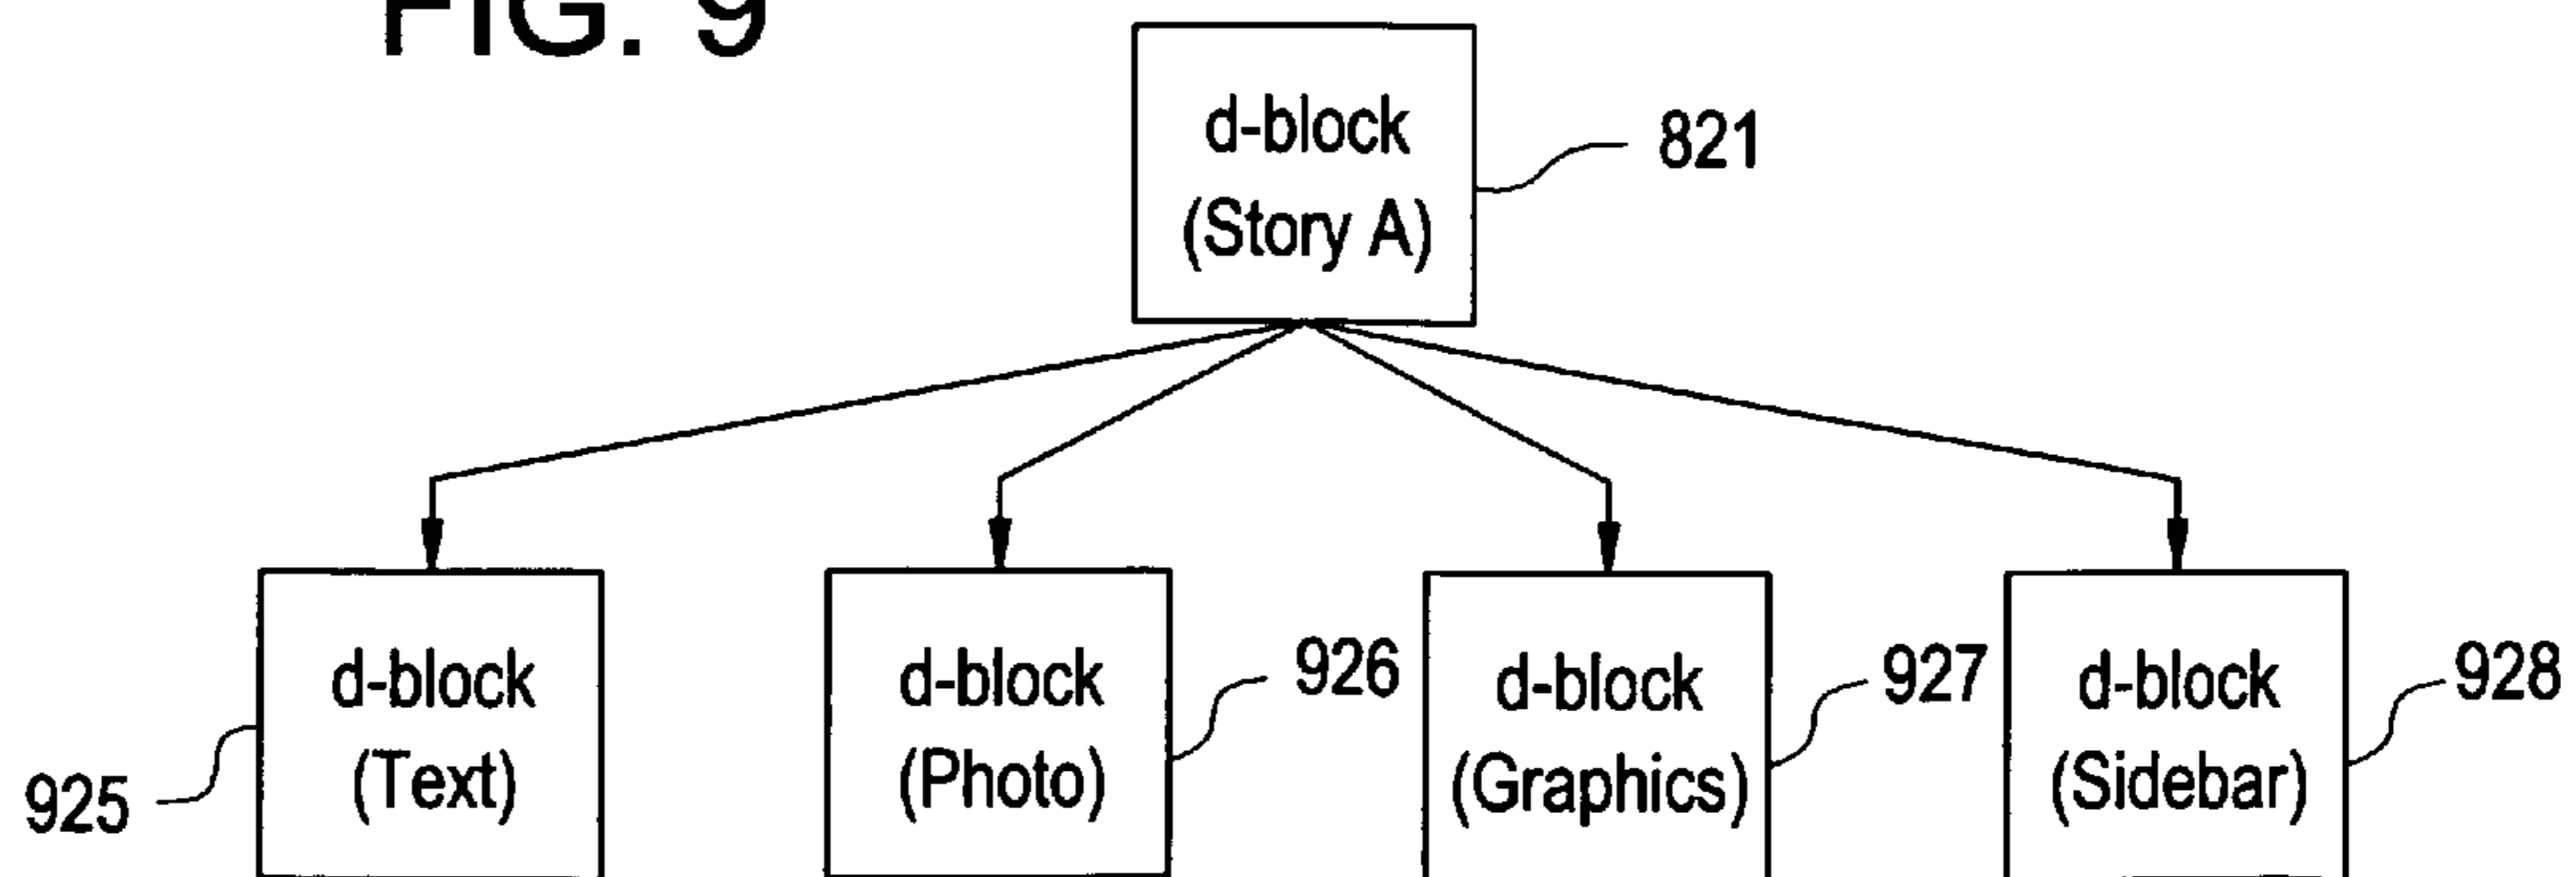 FIG. 9
d-block
(Story A)
821
d-block
(Text)
925
d-block
(Photo)
926
d-block
(Graphics)
927
d-block
(Sidebar)
928